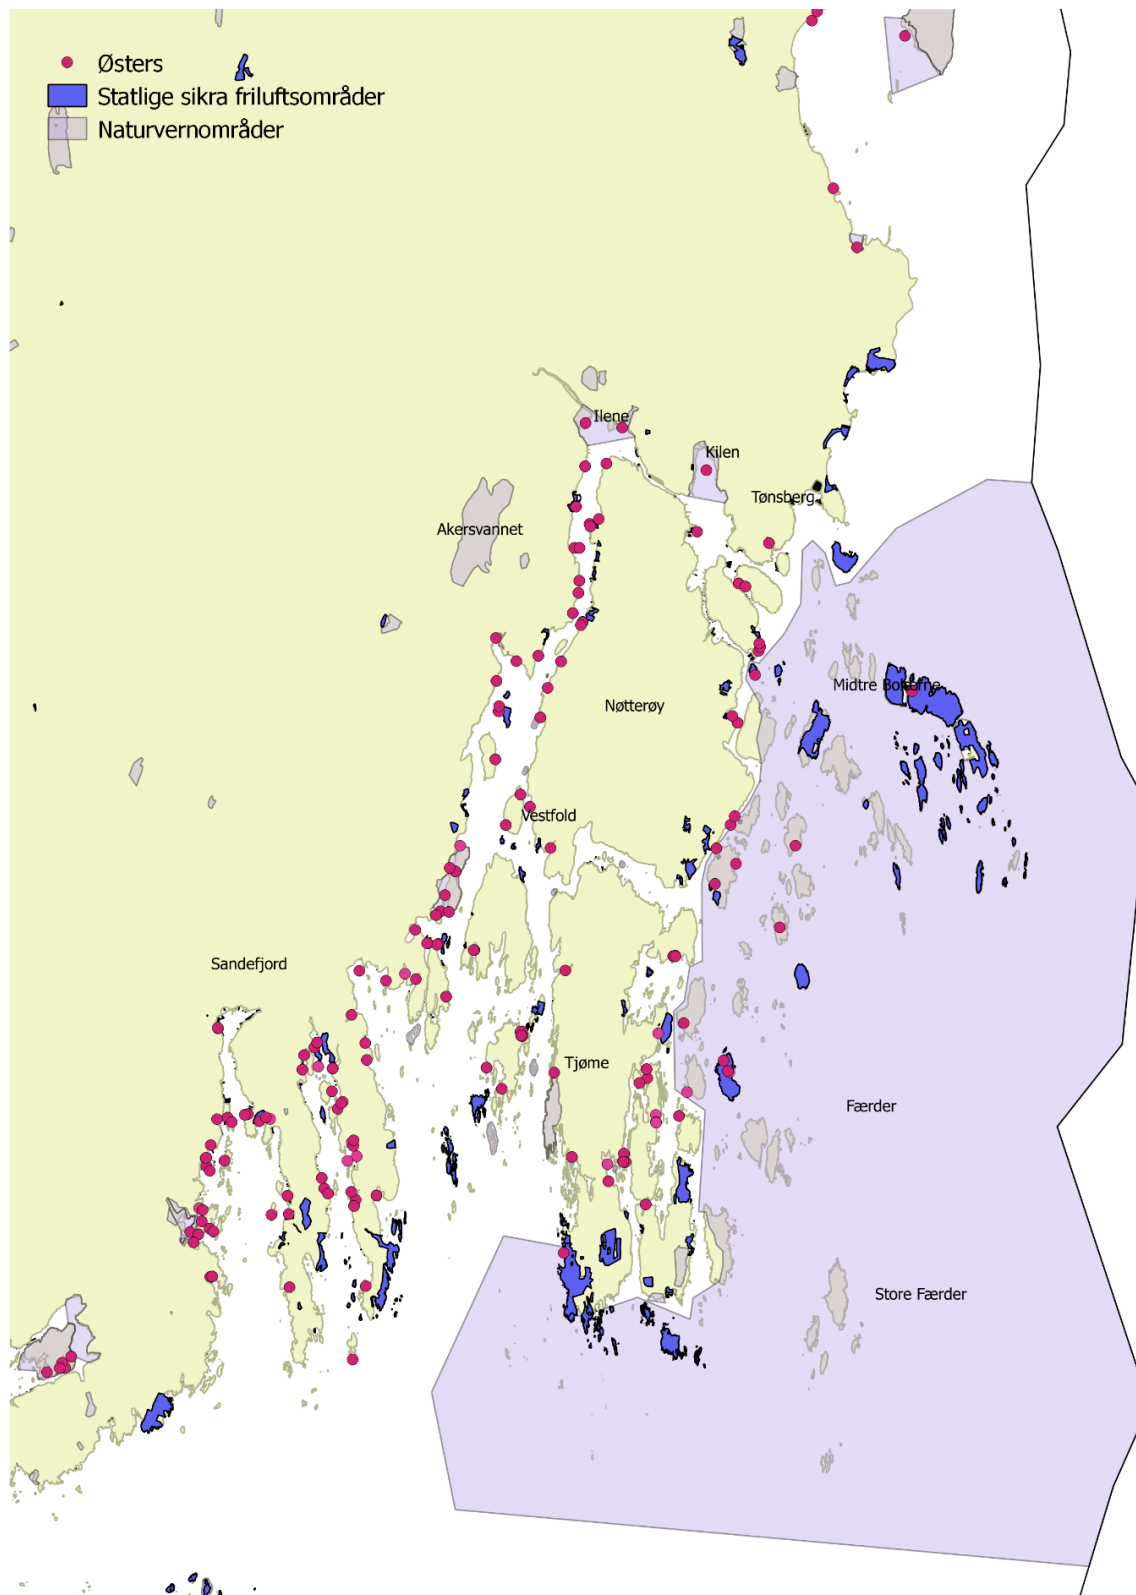 Østers
Statlige sikra friluftsområder
Naturvernområder
Ilene
Kilen
Tønsberg
Akersvannet
Midtre Bolærne
Nøtterøy
Vestfold
Sandefjord
Tjøme
Færder
Store Færder